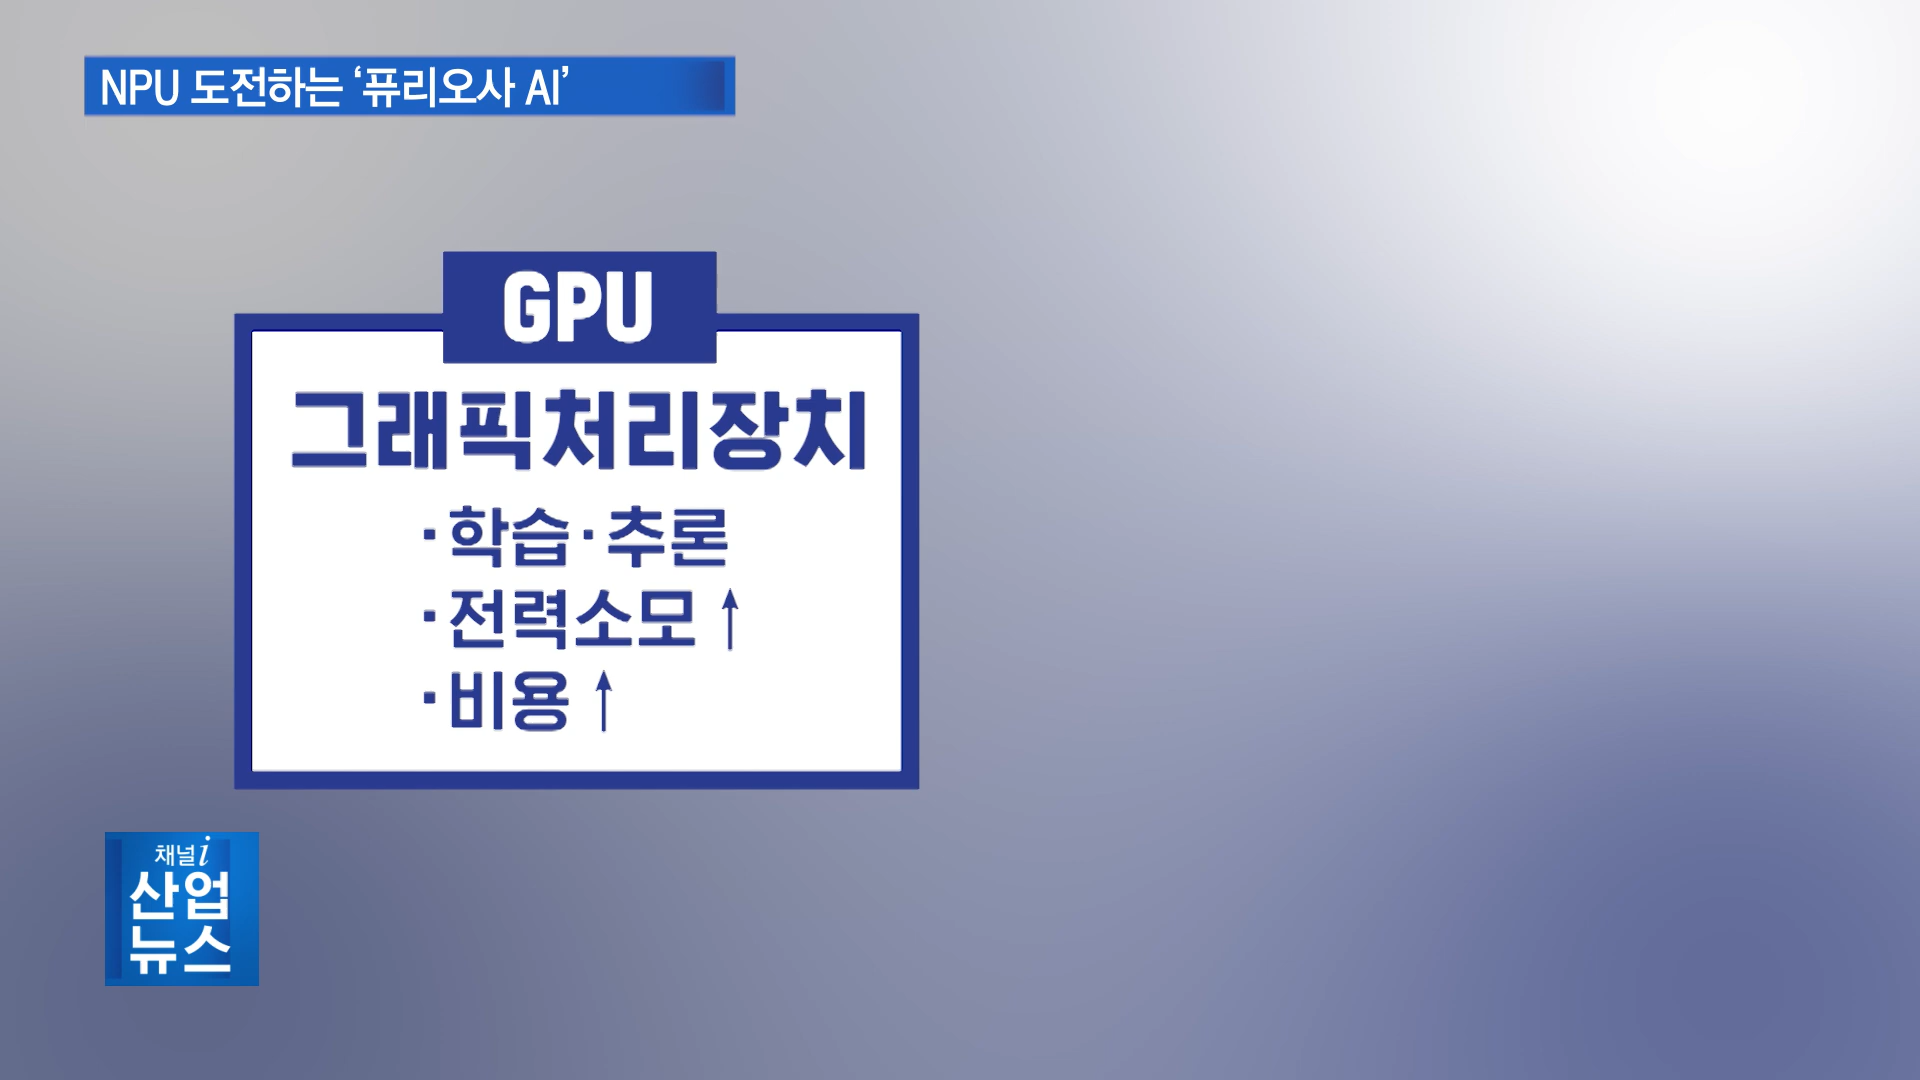 NPU 도전하는 ‘퓨리오사 AI’
GPU
그래픽처리장치
· 학습 · 추론
· 전력소모 ↑
· 비용 ↑
채널i
산업
뉴스